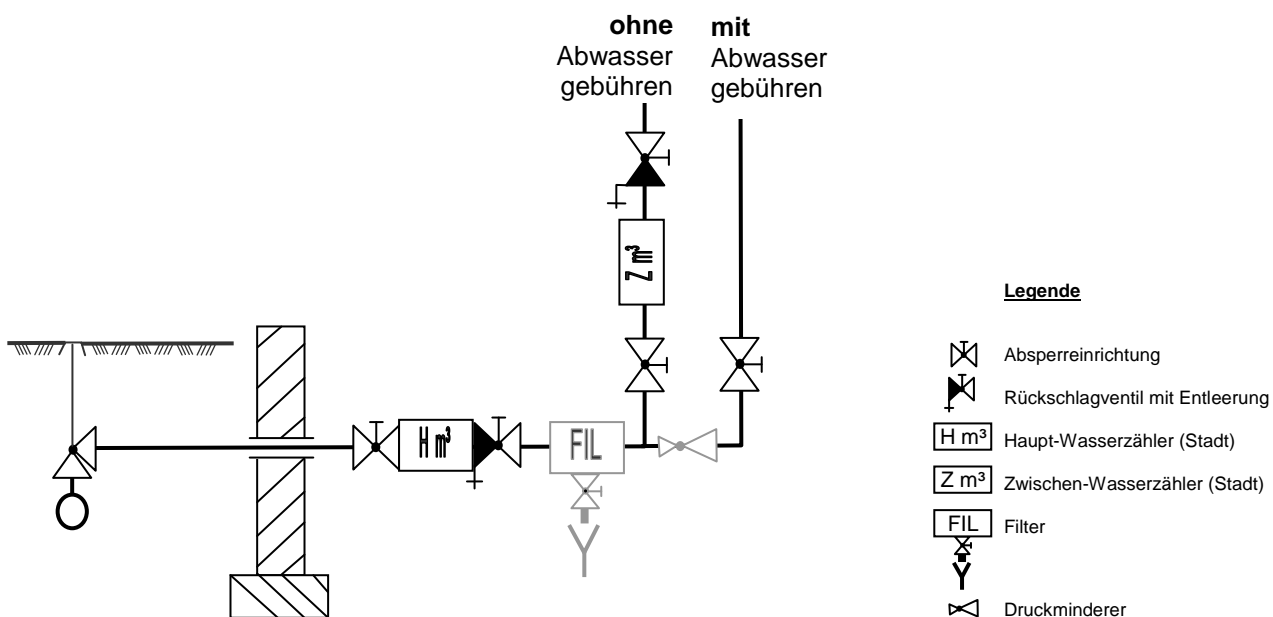 ohne
Abwasser
gebühren
mit
Abwasser
gebühren
Z m³
H m³
FIL
Legende
Absperreinrichtung
Rückschlagventil mit Entleerung
H m³ Haupt-Wasserzähler (Stadt)
Z m³ Zwischen-Wasserzähler (Stadt)
FIL Filter
Druckminderer